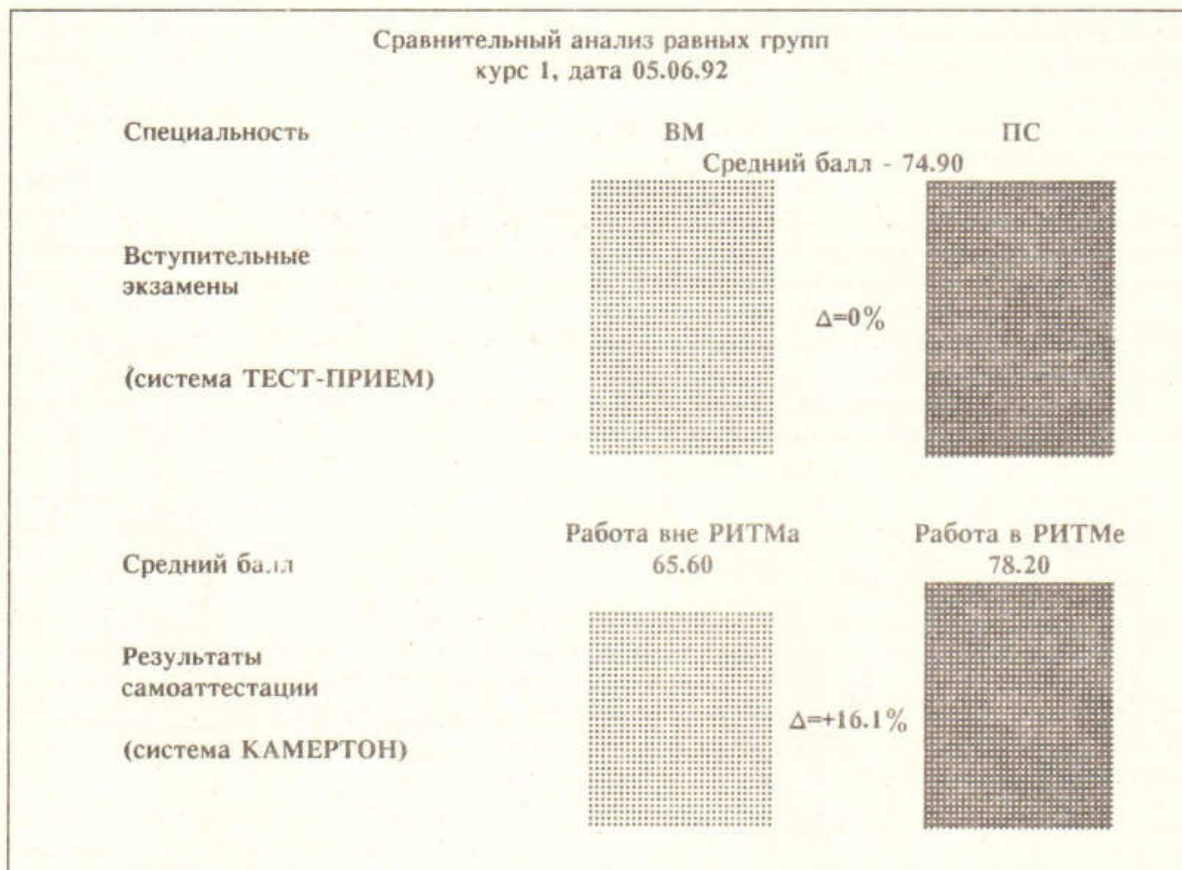 Сравнительный анализ равных групп
курс 1, дата 05.06.92
Специальность ВМ ПС
Средний балл - 74.90
Вступительные
экзамены
Δ=0%
(система ТЕСТ-ПРИЕМ)
Работа вне РИТМа Работа в РИТМе
Средний балл 65.60 78.20
Результаты
самоаттестации
Δ=+16.1%
(система КАМЕРТОН)